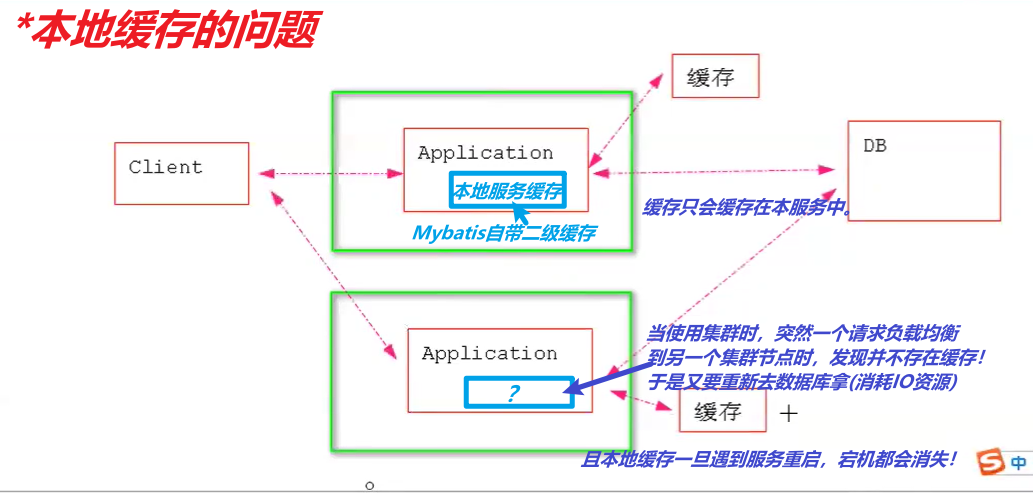 *本地缓存的问题
缓存
Client
Application
DB
本地服务缓存
缓存只会缓存在本服务中。
Mybatis自带二级缓存
当使用集群时，突然一个请求负载均衡
到另一个集群节点时，发现并不存在缓存！
于是又要重新去数据库拿(消耗IO资源)
Application
？
缓存
+
且本地缓存一旦遇到服务重启，宕机都会消失！
S 中